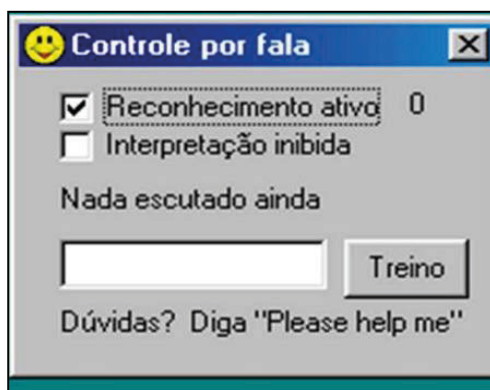 Controle por fala
Reconhecimento ativo 0
Interpretação inibida
Nada escutado ainda
Treino
Dúvidas? Diga "Please help me"